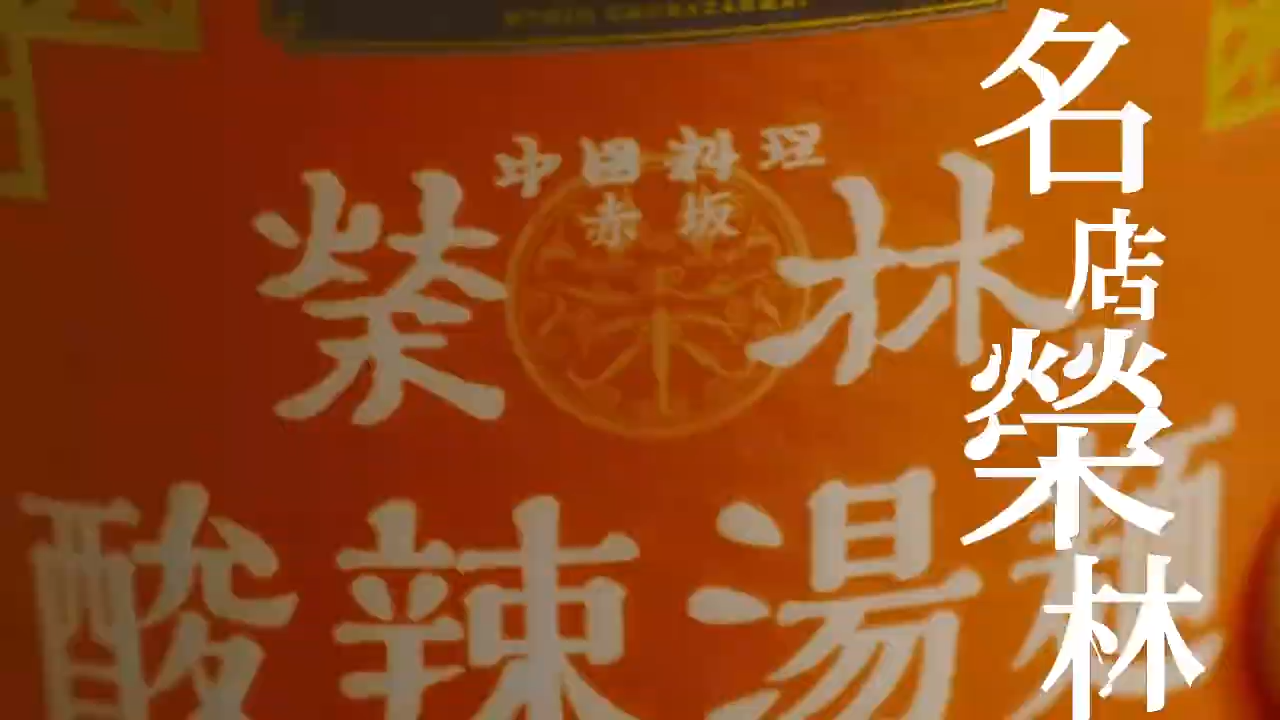 中国料理
赤坂
榮林
酸辣湯麺
名店榮林